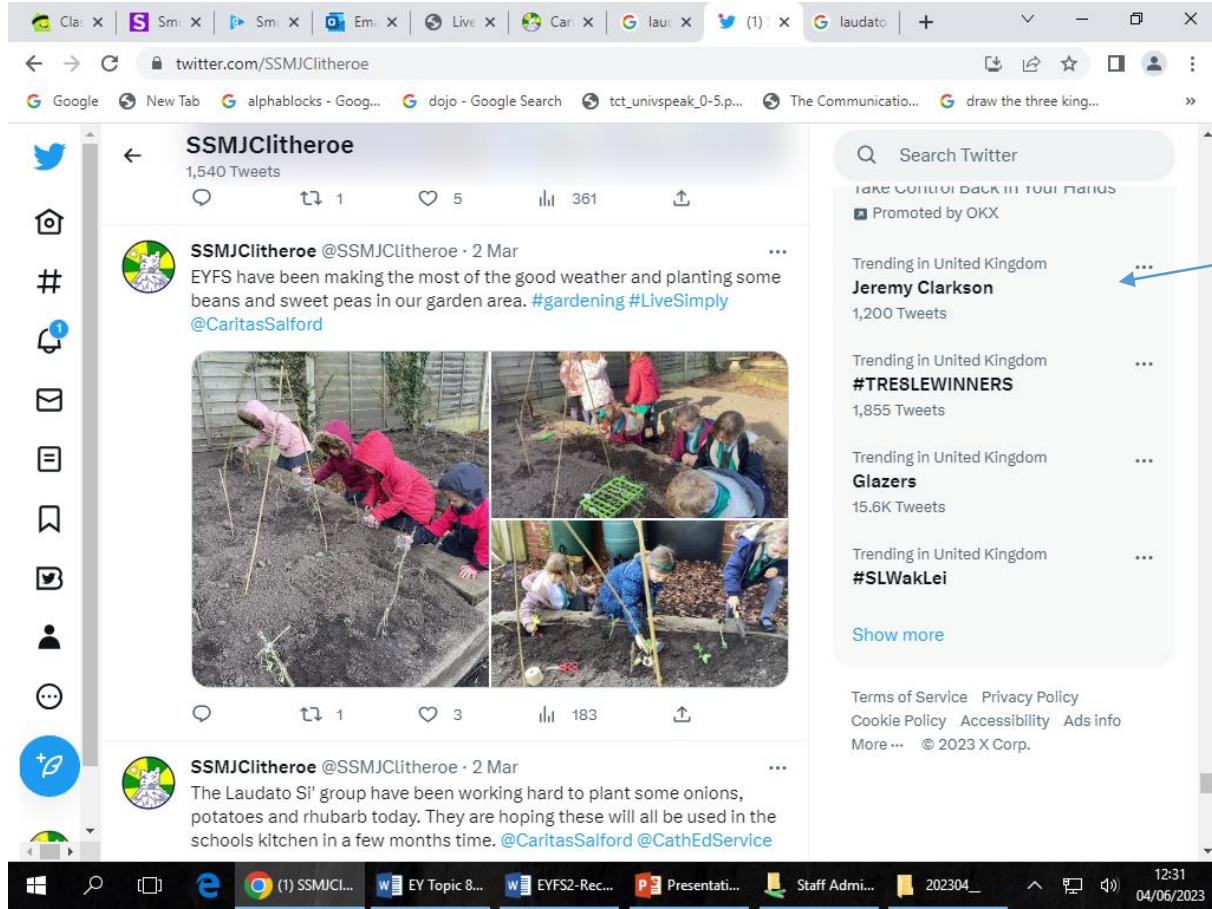 Cla:
Sm
Sm
Em
Live
Car
lauc
(1)
laudato
twitter.com/SSMJClitheroe
Google
New Tab
alphablocks - Goog...
dojo - Google Search
tct_univspeak_0-5.p...
The Communicatio...
draw the three king...
SSMJClitheroe
1,540 Tweets
1 5 361
SSMJClitheroe @SSMJClitheroe · 2 Mar
EYFS have been making the most of the good weather and planting some
beans and sweet peas in our garden area. #gardening #LiveSimply
@CaritasSalford
1 3 183
SSMJClitheroe @SSMJClitheroe · 2 Mar
The Laudato Si' group have been working hard to plant some onions,
potatoes and rhubarb today. They are hoping these will all be used in the
schools kitchen in a few months time. @CaritasSalford @CathEdService
1
Search Twitter
Take Control Back In Your Hands
Promoted by OKX
Trending in United Kingdom
Jeremy Clarkson
1,200 Tweets
Trending in United Kingdom
#TRE8LEWINNERS
1,855 Tweets
Trending in United Kingdom
Glazers
15.6K Tweets
Trending in United Kingdom
#SLWakLei
Show more
Terms of Service Privacy Policy
Cookie Policy Accessibility Ads info
More ... © 2023 X Corp.
(1) SSMJCl...
EY Topic 8...
EYFS2-Rec...
Presentati...
Staff Admi...
202304_
12:31
04/06/2023